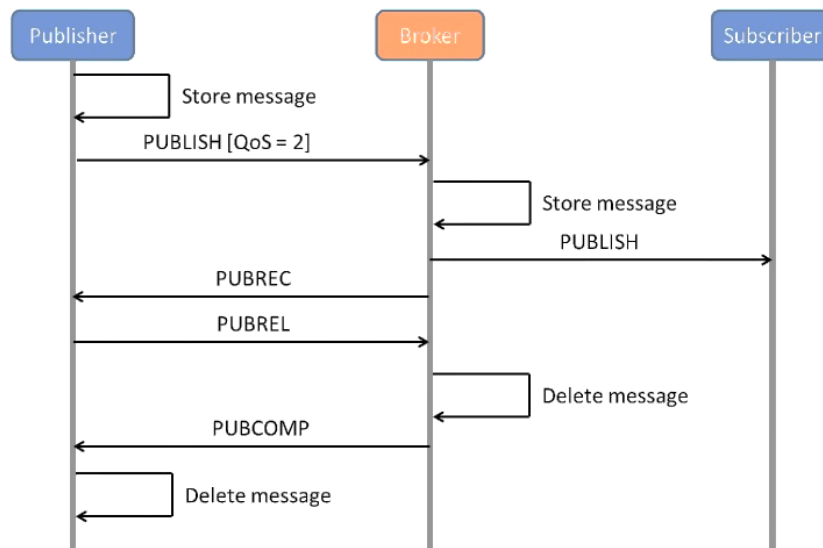 Publisher
Broker
Subscriber
Store message
PUBLISH [QoS = 2]
Store message
PUBLISH
PUBREC
PUBREL
Delete message
PUBCOMP
Delete message